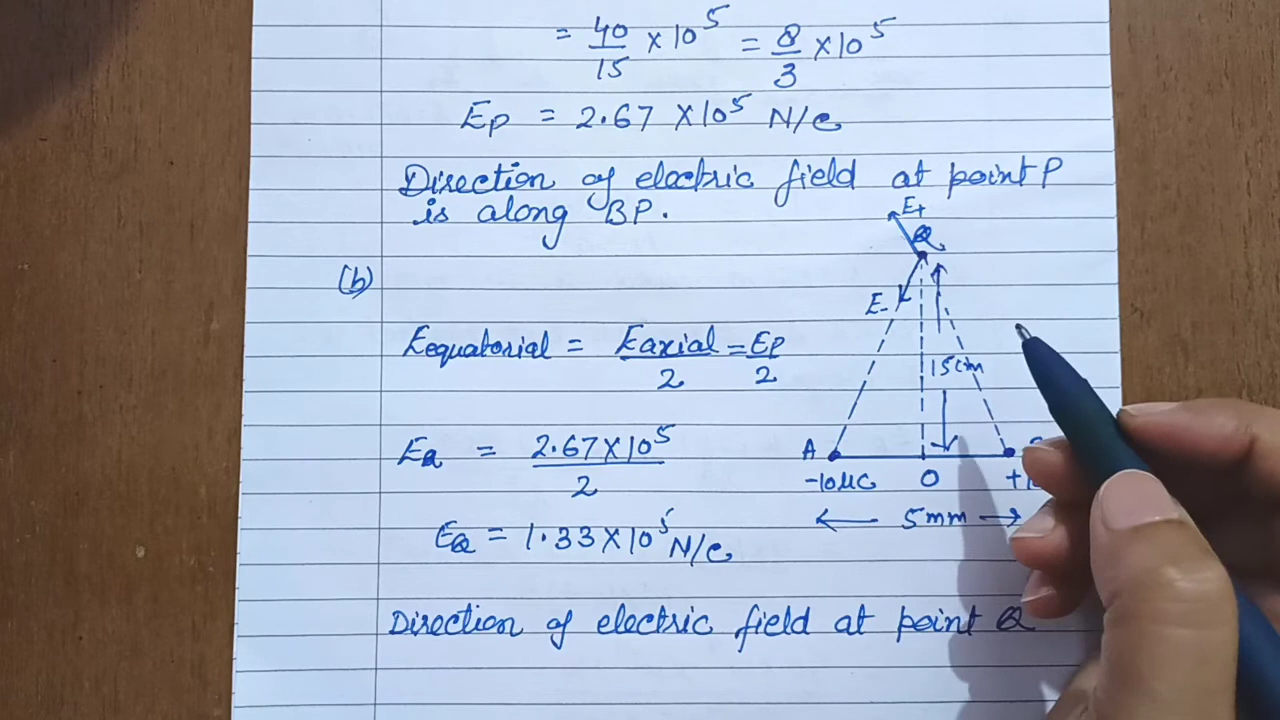 = 40/15 × 10^5 = 8/3 × 10^5
Ep = 2.67 × 10^5 N/C
Direction of electric field at point P
is along BP.
E+
Q
(b)
E-
Eequatorial = Eaxial/2 = Ep/2
15cm
EQ = 2.67 × 10^5/2
A
-10μC O
5mm
EQ = 1.33 × 10^5 N/C
Direction of electric field at point Q